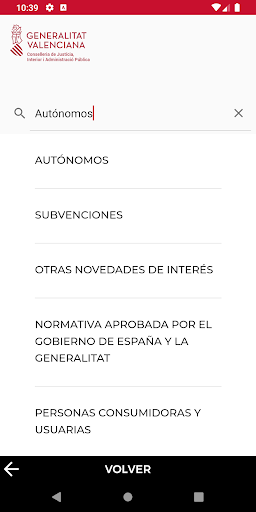 10:39
GENERALITAT
VALENCIANA
Conselleria de Justícia,
Interior i Administració Pública
Autónomos
AUTÓNOMOS
SUBVENCIONES
OTRAS NOVEDADES DE INTERÉS
NORMATIVA APROBADA POR EL
GOBIERNO DE ESPAÑA Y LA
GENERALITAT
PERSONAS CONSUMIDORAS Y
USUARIAS
VOLVER